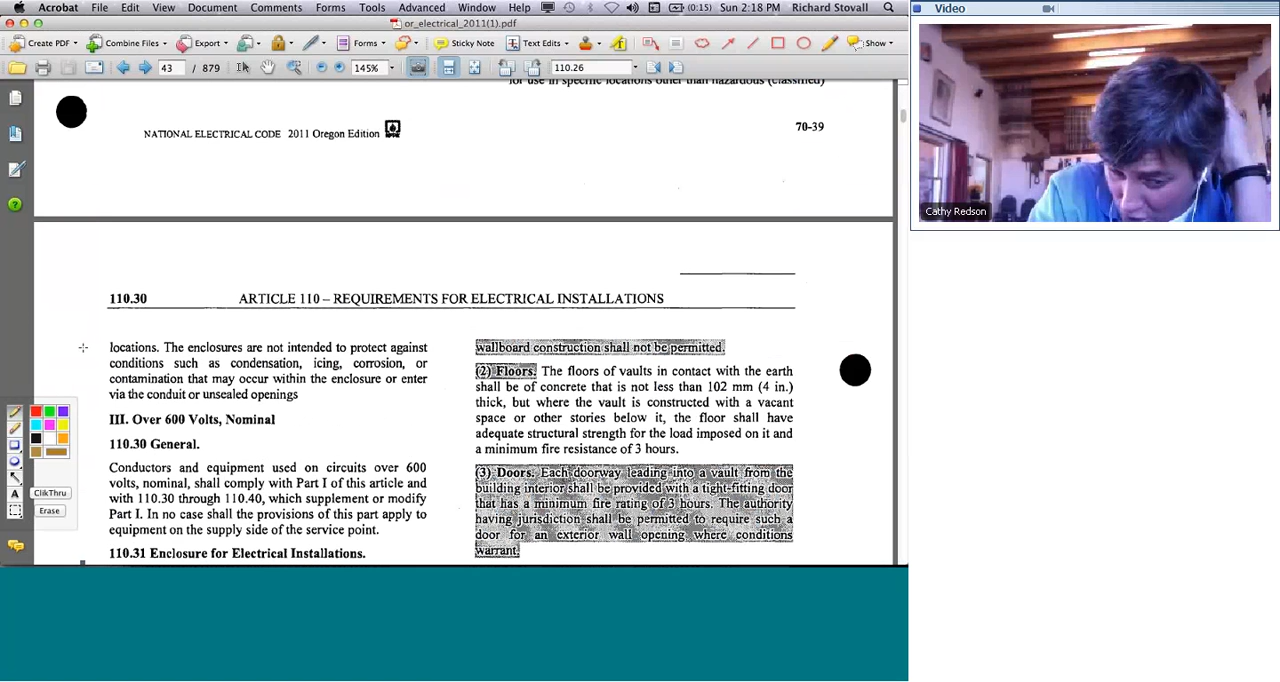 Acrobat File Edit View Document Comments Forms Tools Advanced Window Help (0:15) Sun 2:18 PM Richard Stovall
Video
or_electrical_2011(1).pdf
Create PDF Combine Files Export Forms Sticky Note Text Edits Show
43 / 879 145% 110.26
for use in specific locations other than hazardous (classified)
NATIONAL ELECTRICAL CODE 2011 Oregon Edition
70-39
Cathy Redson
110.30 ARTICLE 110 – REQUIREMENTS FOR ELECTRICAL INSTALLATIONS
locations. The enclosures are not intended to protect against
conditions such as condensation, icing, corrosion, or
contamination that may occur within the enclosure or enter
via the conduit or unsealed openings
III. Over 600 Volts, Nominal
110.30 General.
Conductors and equipment used on circuits over 600
volts, nominal, shall comply with Part I of this article and
with 110.30 through 110.40, which supplement or modify
Part I. In no case shall the provisions of this part apply to
equipment on the supply side of the service point.
110.31 Enclosure for Electrical Installations.
wallboard construction shall not be permitted.
(2) Floors. The floors of vaults in contact with the earth
shall be of concrete that is not less than 102 mm (4 in.)
thick, but where the vault is constructed with a vacant
space or other stories below it, the floor shall have
adequate structural strength for the load imposed on it and
a minimum fire resistance of 3 hours.
(3) Doors. Each doorway leading into a vault from the
building interior shall be provided with a tight-fitting door
that has a minimum fire rating of 3 hours. The authority
having jurisdiction shall be permitted to require such a
door for an exterior wall opening where conditions
warrant.
A
ClikThru
Erase